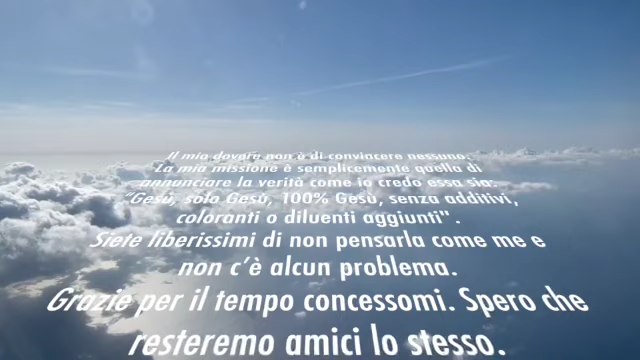 Il mio dovere non è di convincere nessuno.
La mia missione è semplicemente quella di
annunciare la verità come io credo essa sia:
“Gesù, solo Gesù, 100% Gesù, senza additivi,
coloranti o diluenti aggiunti" .
Siete liberissimi di non pensarla come me e
non c’è alcun problema.
Grazie per il tempo concessomi. Spero che
resteremo amici lo stesso.